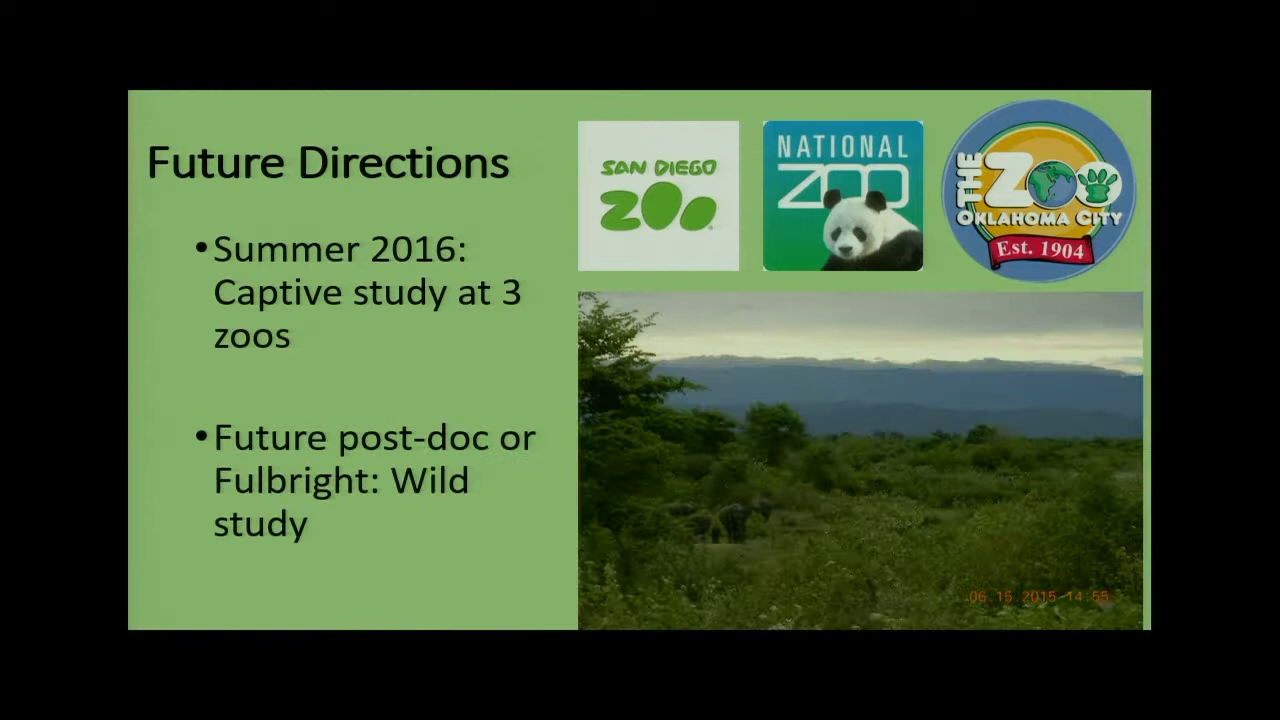 Future Directions
•Summer 2016:
Captive study at 3
zoos
•Future post-doc or
Fulbright: Wild
study
SAN DIEGO
ZOO
NATIONAL
ZOO
THE
ZOO
OKLAHOMA CITY
Est. 1904
06.15.2015 14:55